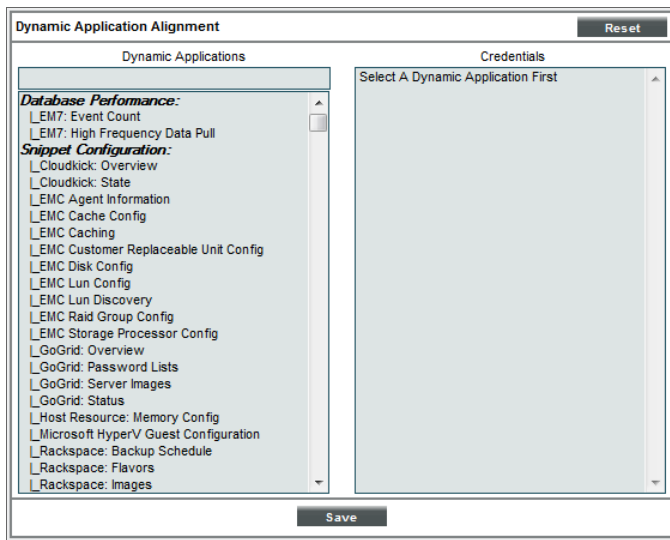 Dynamic Application Alignment
Reset
Dynamic Applications
Credentials
Database Performance:
|_EM7: Event Count
|_EM7: High Frequency Data Pull
Snippet Configuration:
|_Cloudkick: Overview
|_Cloudkick: State
|_EMC Agent Information
|_EMC Cache Config
|_EMC Caching
|_EMC Customer Replaceable Unit Config
|_EMC Disk Config
|_EMC Lun Config
|_EMC Lun Discovery
|_EMC Raid Group Config
|_EMC Storage Processor Config
|_GoGrid: Overview
|_GoGrid: Password Lists
|_GoGrid: Server Images
|_GoGrid: Status
|_Host Resource: Memory Config
|_Microsoft HyperV Guest Configuration
|_Rackspace: Backup Schedule
|_Rackspace: Flavors
|_Rackspace: Images
Select A Dynamic Application First
Save